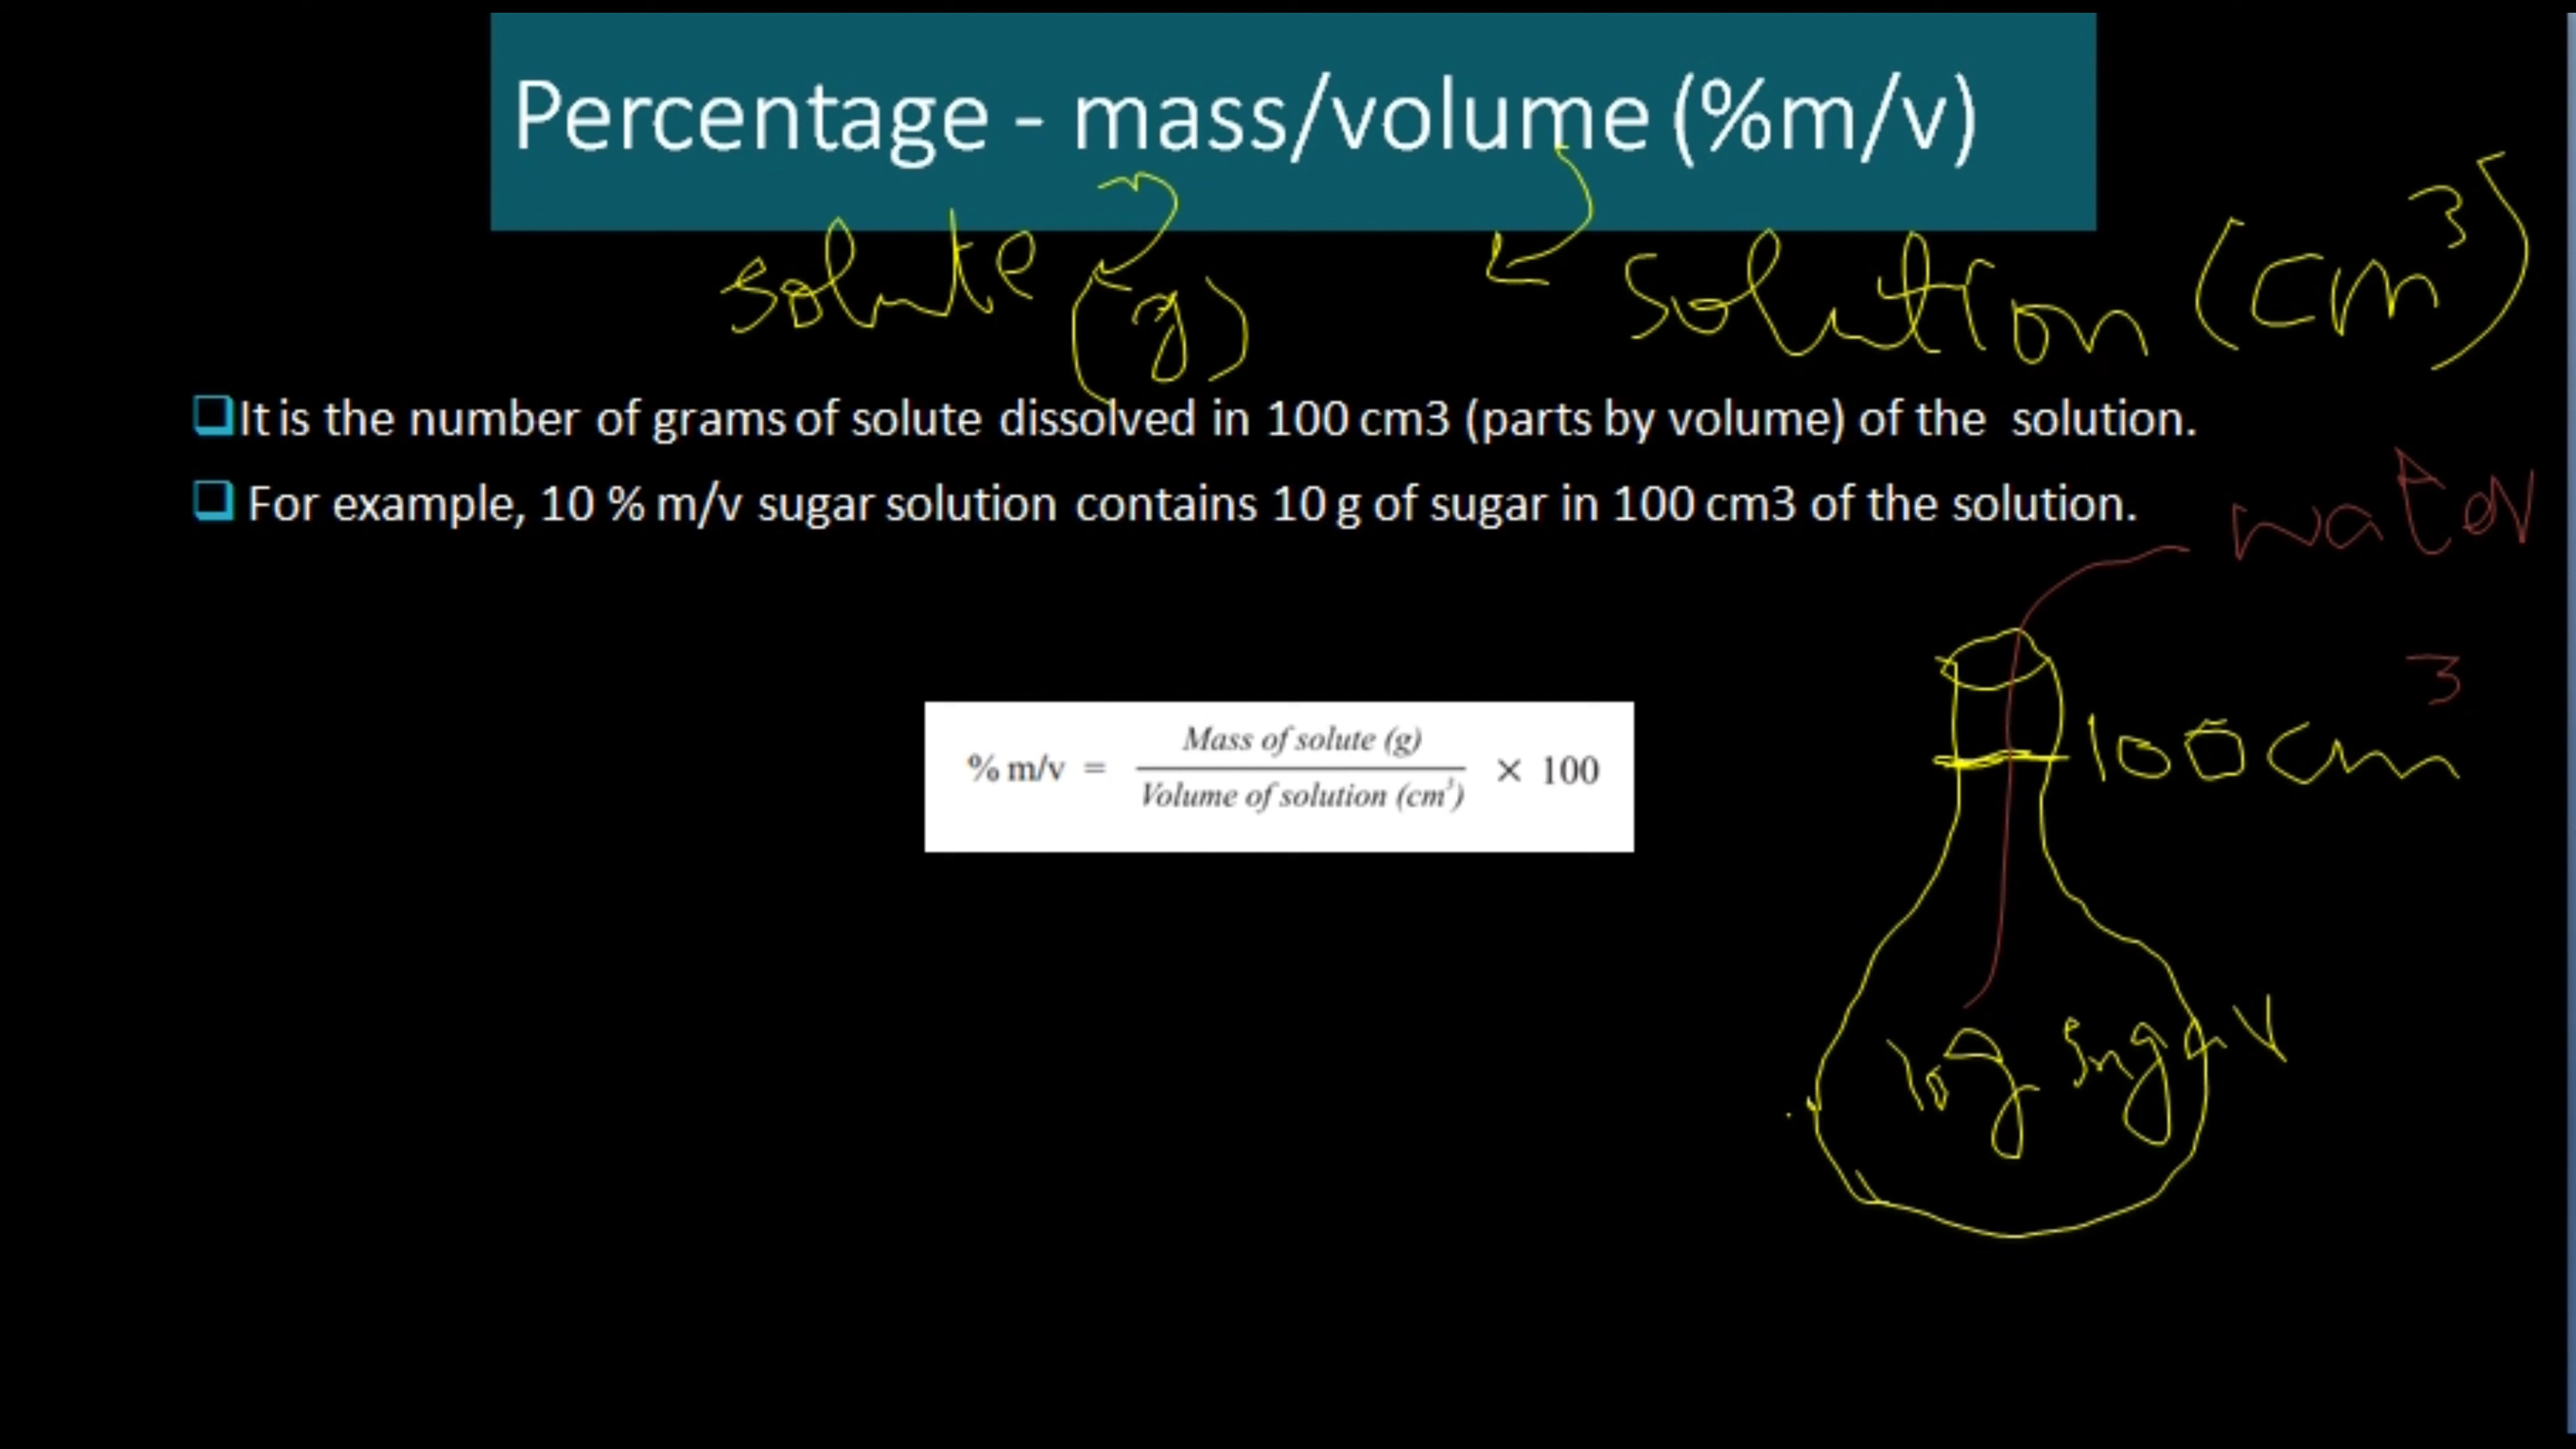 Percentage - mass/volume (%m/v)
solute (g) solution (cm³)
❑It is the number of grams of solute dissolved in 100 cm3 (parts by volume) of the solution.
❑ For example, 10 % m/v sugar solution contains 10 g of sugar in 100 cm3 of the solution.
water
% m/v = Mass of solute (g) / Volume of solution (cm³) × 100
100 cm³
10g sugar